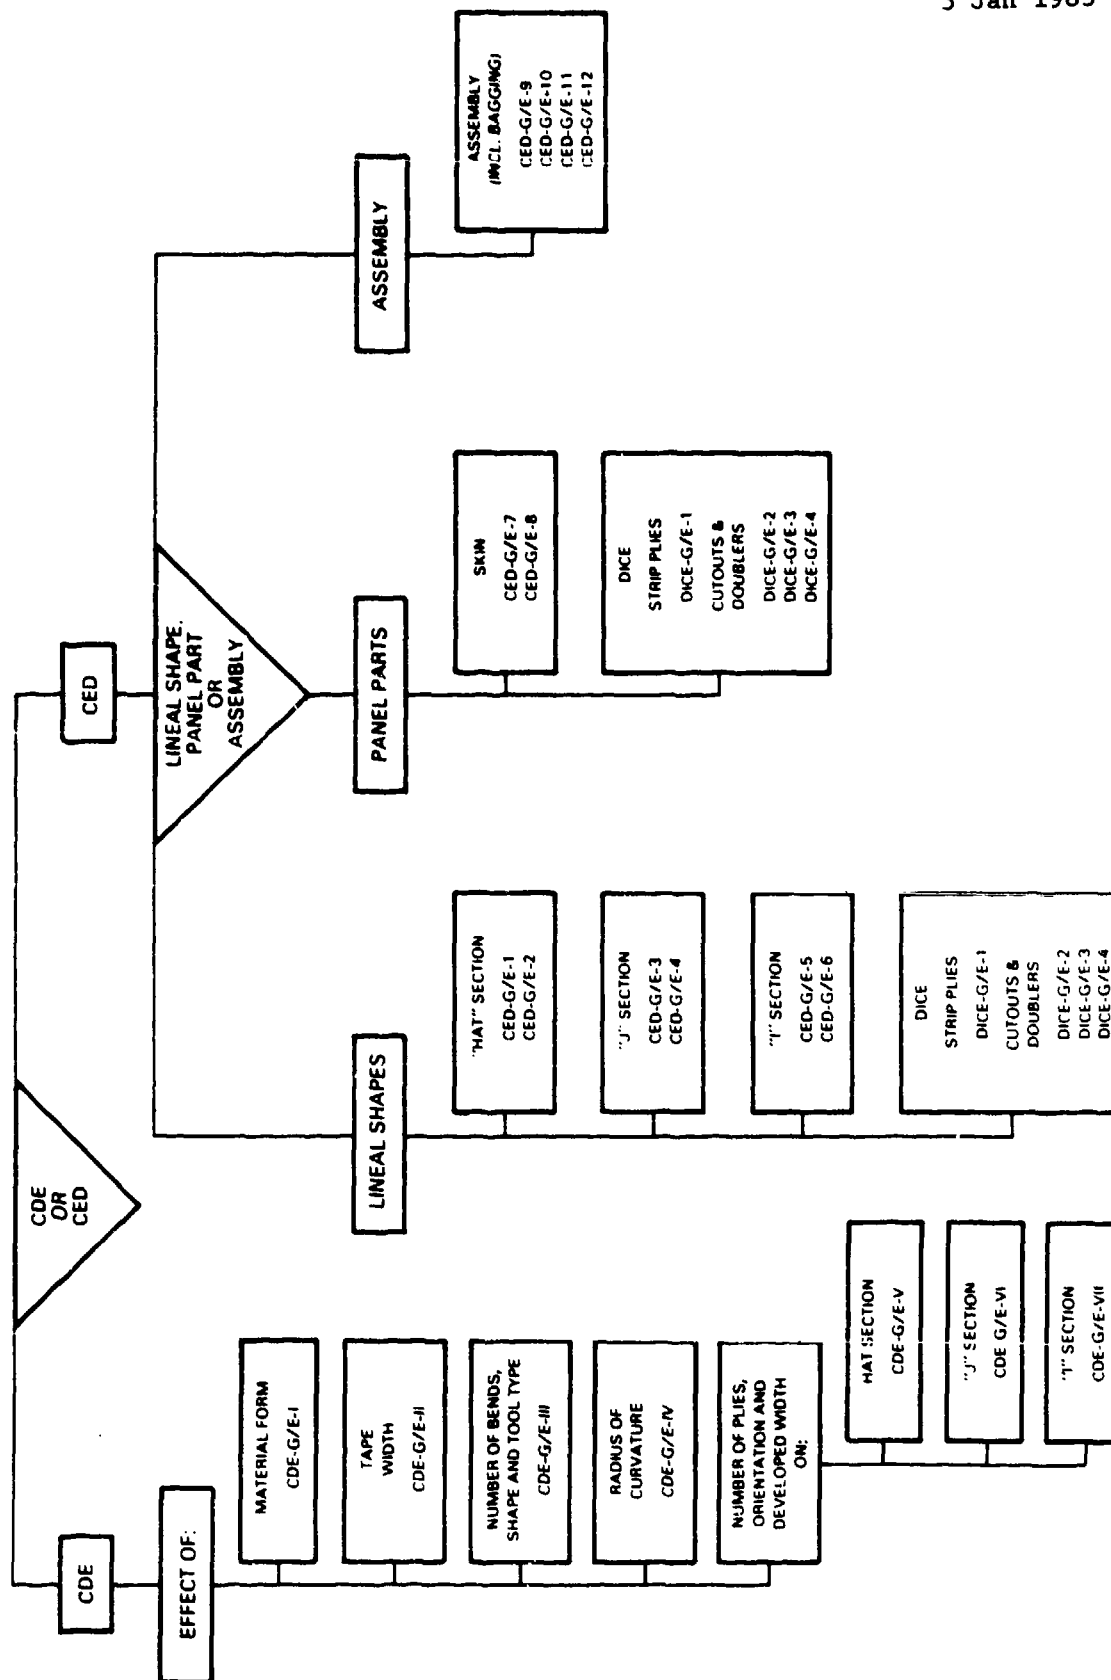 CDE
OR
CED
CDE
EFFECT OF:
MATERIAL FORM
CDE-G/E-I
TAPE
WIDTH
CDE-G/E-II
NUMBER OF BENDS,
SHAPE AND TOOL TYPE
CDE-G/E-III
RADIUS OF
CURVATURE
CDE-G/E-IV
NUMBER OF PLIES,
ORIENTATION AND
DEVELOPED WIDTH
ON:
HAT SECTION
CDE-G/E-V
"J" SECTION
CDE G/E-VI
"I" SECTION
CDE-G/E-VII
CED
LINEAL SHAPE.
PANEL PART
OR
ASSEMBLY
LINEAL SHAPES
"HAT" SECTION
CED-G/E-1
CED-G/E-2
"J" SECTION
CED-G/E-3
CED-G/E-4
"I" SECTION
CED-G/E-5
CED-G/E-6
DICE
STRIP PLIES
DICE-G/E-1
CUTOUTS &
DOUBLERS
DICE-G/E-2
DICE-G/E-3
DICE-G/E-4
PANEL PARTS
SKIN
CED-G/E-7
CED-G/E-8
DICE
STRIP PLIES
DICE-G/E-1
CUTOUTS &
DOUBLERS
DICE-G/E-2
DICE-G/E-3
DICE-G/E-4
ASSEMBLY
ASSEMBLY
(INCL. BAGGING)
CED-G/E-9
CED-G/E-10
CED-G/E-11
CED-G/E-12
Jan